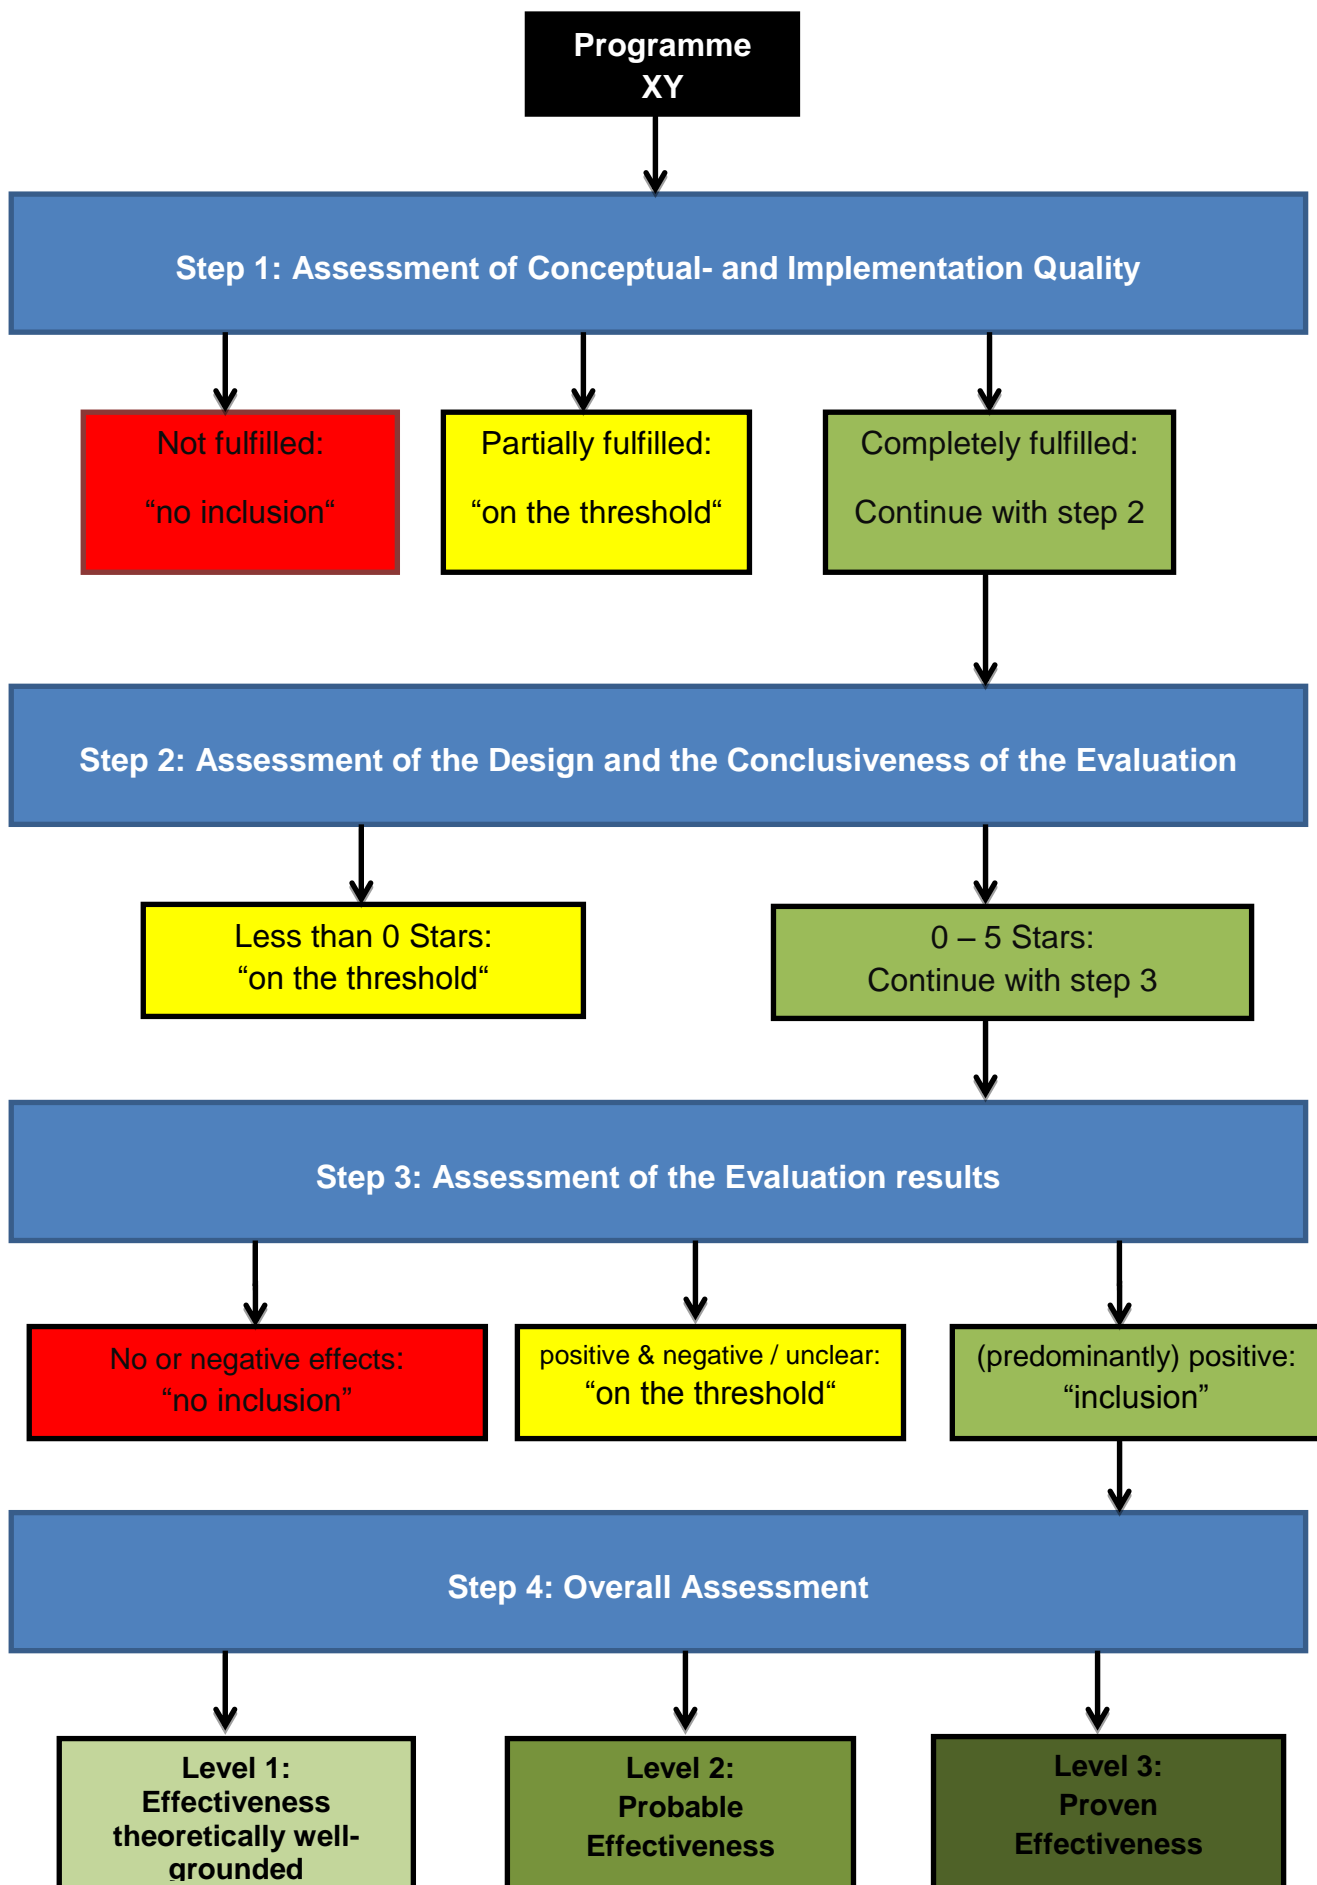 Programme
XY
Step 1: Assessment of Conceptual- and Implementation Quality
Not fulfilled:
“no inclusion“
Partially fulfilled:
“on the threshold“
Completely fulfilled:
Continue with step 2
Step 2: Assessment of the Design and the Conclusiveness of the Evaluation
Less than 0 Stars:
“on the threshold“
0 – 5 Stars:
Continue with step 3
Step 3: Assessment of the Evaluation results
No or negative effects:
“no inclusion”
positive & negative / unclear:
“on the threshold“
(predominantly) positive:
“inclusion”
Step 4: Overall Assessment
Level 1:
Effectiveness
theoretically well-
grounded
Level 2:
Probable
Effectiveness
Level 3:
Proven
Effectiveness